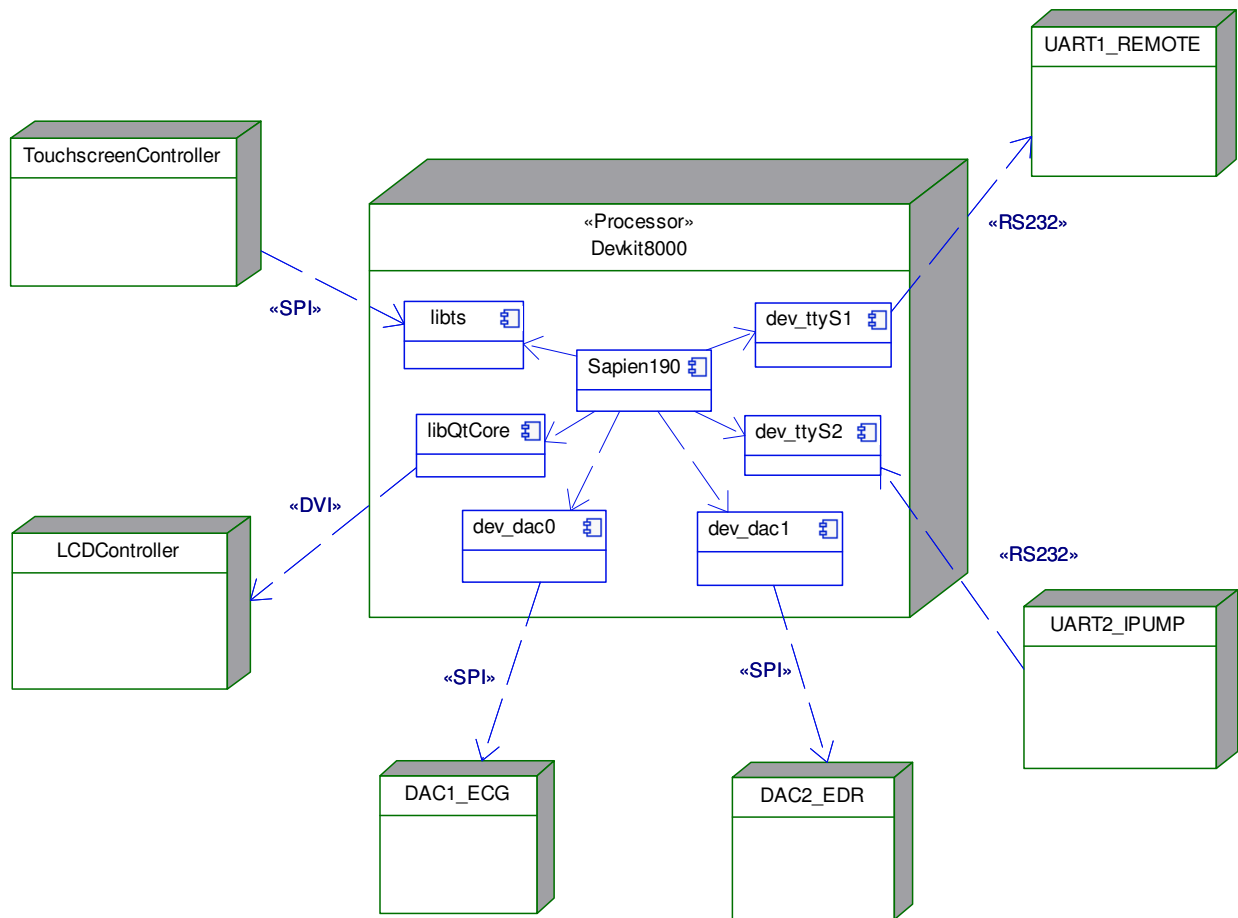 UART1_REMOTE
TouchscreenController
«Processor»
Devkit8000
«RS232»
«SPI»
libts
dev_ttyS1
Sapien190
libQtCore
dev_ttyS2
«DVI»
dev_dac0
dev_dac1
LCDController
«RS232»
UART2_IPUMP
«SPI»
«SPI»
DAC1_ECG
DAC2_EDR